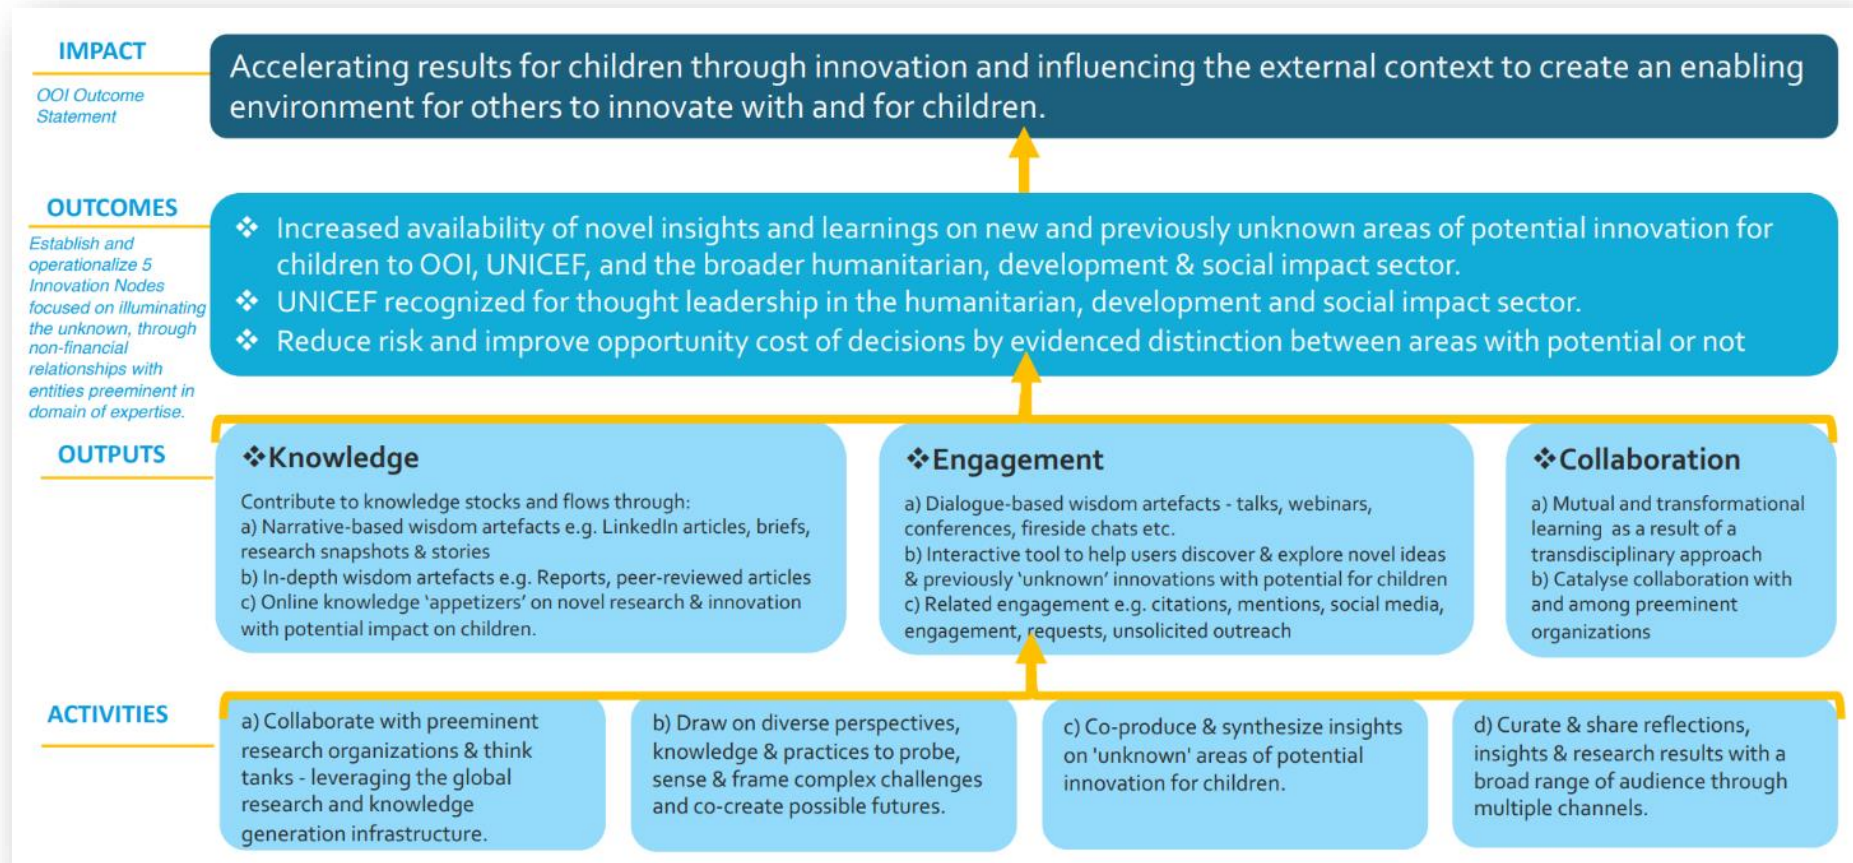 IMPACT
OOI Outcome
Statement
Accelerating results for children through innovation and influencing the external context to create an enabling
environment for others to innovate with and for children.
OUTCOMES
Establish and
operationalize 5
Innovation Nodes
focused on illuminating
the unknown, through
non-financial
relationships with
entities preeminent in
domain of expertise.
❖ Increased availability of novel insights and learnings on new and previously unknown areas of potential innovation for
children to OOI, UNICEF, and the broader humanitarian, development & social impact sector.
❖ UNICEF recognized for thought leadership in the humanitarian, development and social impact sector.
❖ Reduce risk and improve opportunity cost of decisions by evidenced distinction between areas with potential or not
OUTPUTS
❖Knowledge
Contribute to knowledge stocks and flows through:
a) Narrative-based wisdom artefacts e.g. LinkedIn articles, briefs,
research snapshots & stories
b) In-depth wisdom artefacts e.g. Reports, peer-reviewed articles
c) Online knowledge ‘appetizers’ on novel research & innovation
with potential impact on children.
❖Engagement
a) Dialogue-based wisdom artefacts - talks, webinars,
conferences, fireside chats etc.
b) Interactive tool to help users discover & explore novel ideas
& previously ‘unknown’ innovations with potential for children
c) Related engagement e.g. citations, mentions, social media,
engagement, requests, unsolicited outreach
❖Collaboration
a) Mutual and transformational
learning as a result of a
transdisciplinary approach
b) Catalyse collaboration with
and among preeminent
organizations
ACTIVITIES
a) Collaborate with preeminent
research organizations & think
tanks - leveraging the global
research and knowledge
generation infrastructure.
b) Draw on diverse perspectives,
knowledge & practices to probe,
sense & frame complex challenges
and co-create possible futures.
c) Co-produce & synthesize insights
on 'unknown' areas of potential
innovation for children.
d) Curate & share reflections,
insights & research results with a
broad range of audience through
multiple channels.